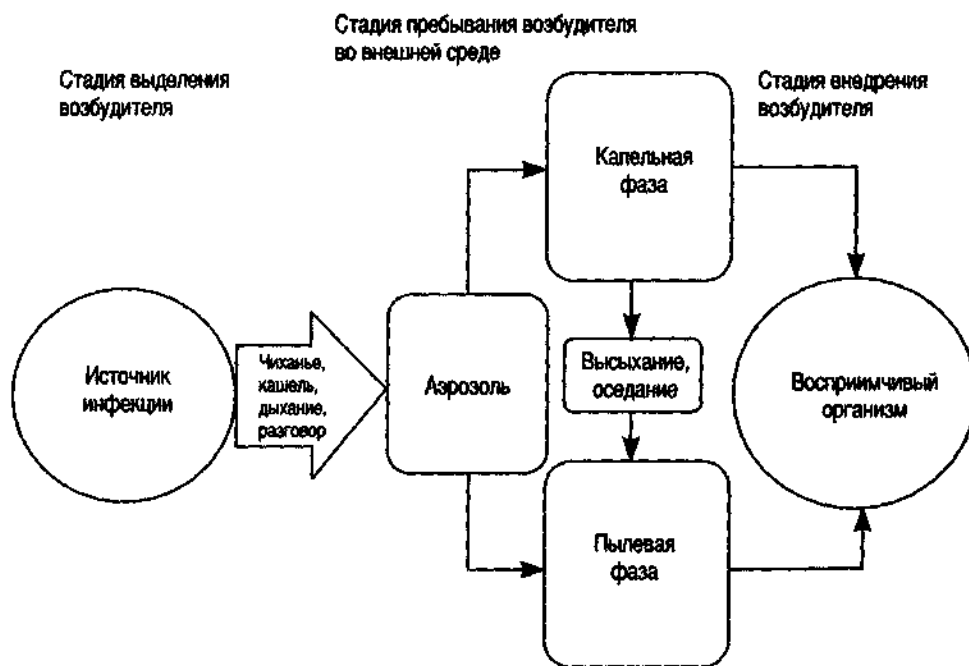 Стадия пребывания возбудителя
во внешней среде
Стадия выделения
возбудителя
Стадия внедрения
возбудителя
Капельная
фаза
Источник
инфекции
Чиханье,
кашель,
дыхание,
разговор
Аэрозоль
Высыхание,
оседание
Восприимчивый
организм
Пылевая
фаза